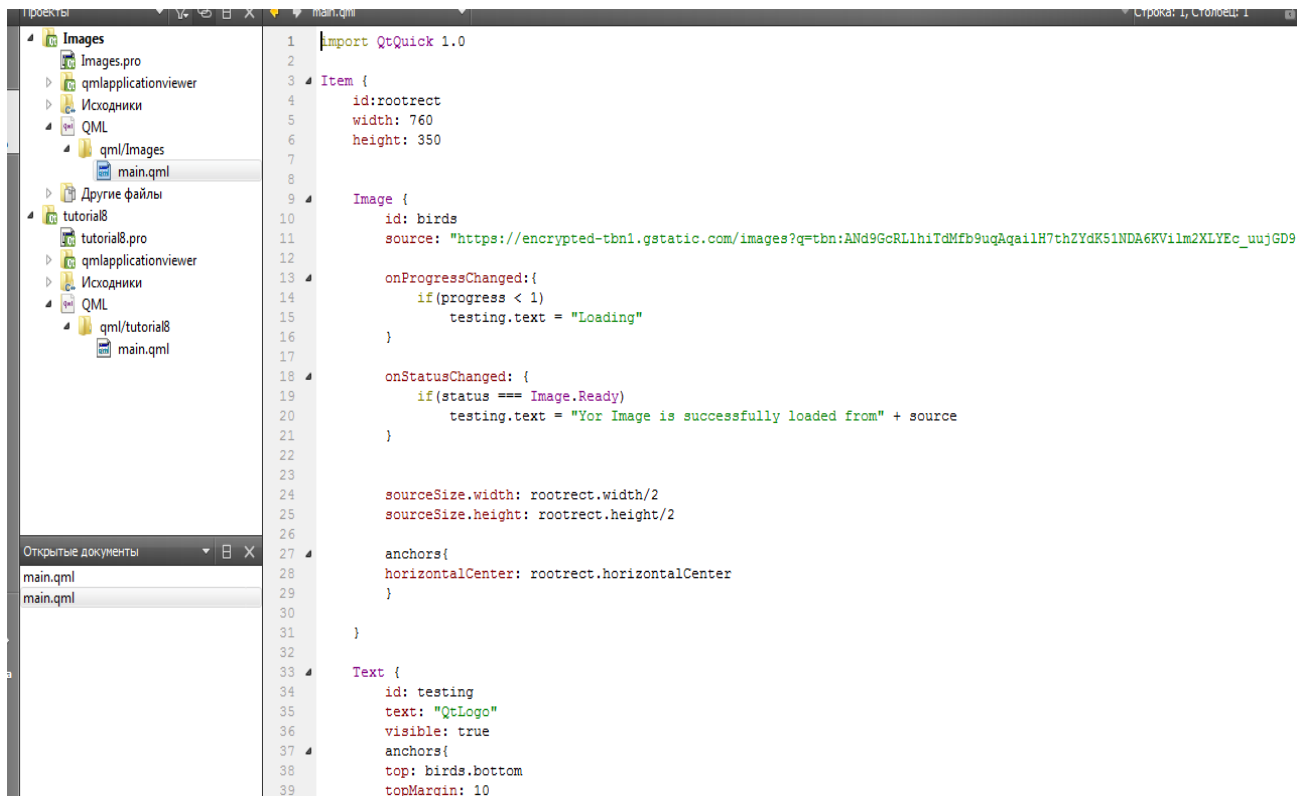 Проекты
main.qml
Строка: 1, Столбец: 1
Images
Images.pro
qmlapplicationviewer
Исходники
QML
qml/Images
main.qml
Другие файлы
tutorial8
tutorial8.pro
qmlapplicationviewer
Исходники
QML
qml/tutorial8
main.qml
Открытые документы
main.qml
main.qml
а
1 import QtQuick 1.0
2
3 Item {
4 id:rootrect
5 width: 760
6 height: 350
7
8
9 Image {
10 id: birds
11 source: "https://encrypted-tbn1.gstatic.com/images?q=tbn:ANd9GcRLlhiTdMfb9uqAqailH7thZYdK51NDA6KVilm2XLYEc_uujGD9
12
13 onProgressChanged:{
14 if(progress < 1)
15 testing.text = "Loading"
16 }
17
18 onStatusChanged: {
19 if(status === Image.Ready)
20 testing.text = "Yor Image is successfully loaded from" + source
21 }
22
23
24 sourceSize.width: rootrect.width/2
25 sourceSize.height: rootrect.height/2
26
27 anchors{
28 horizontalCenter: rootrect.horizontalCenter
29 }
30
31 }
32
33 Text {
34 id: testing
35 text: "QtLogo"
36 visible: true
37 anchors{
38 top: birds.bottom
39 topMargin: 10